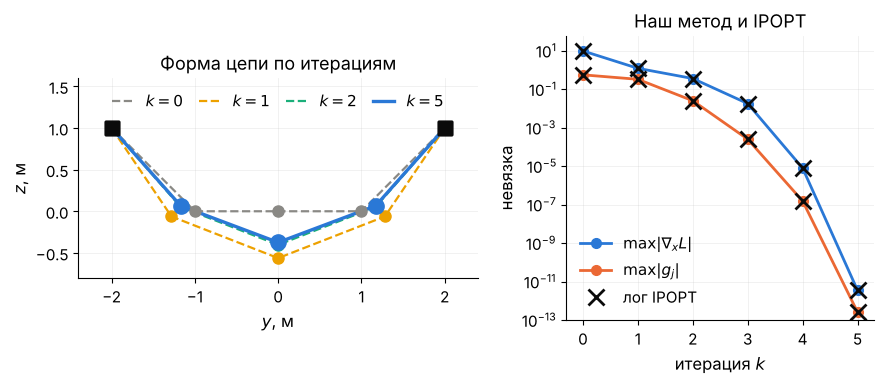 Форма цепи по итерациям
k = 0 k = 1 k = 2 k = 5
1.5
1.0
0.5
0.0
−0.5
z, м
−2 −1 0 1 2
y, м
Наш метод и IPOPT
10¹
10⁻¹
10⁻³
10⁻⁵
10⁻⁷
10⁻⁹
10⁻¹¹
10⁻¹³
невязка
max|∇ₓL|
max|gⱼ|
лог IPOPT
0 1 2 3 4 5
итерация k